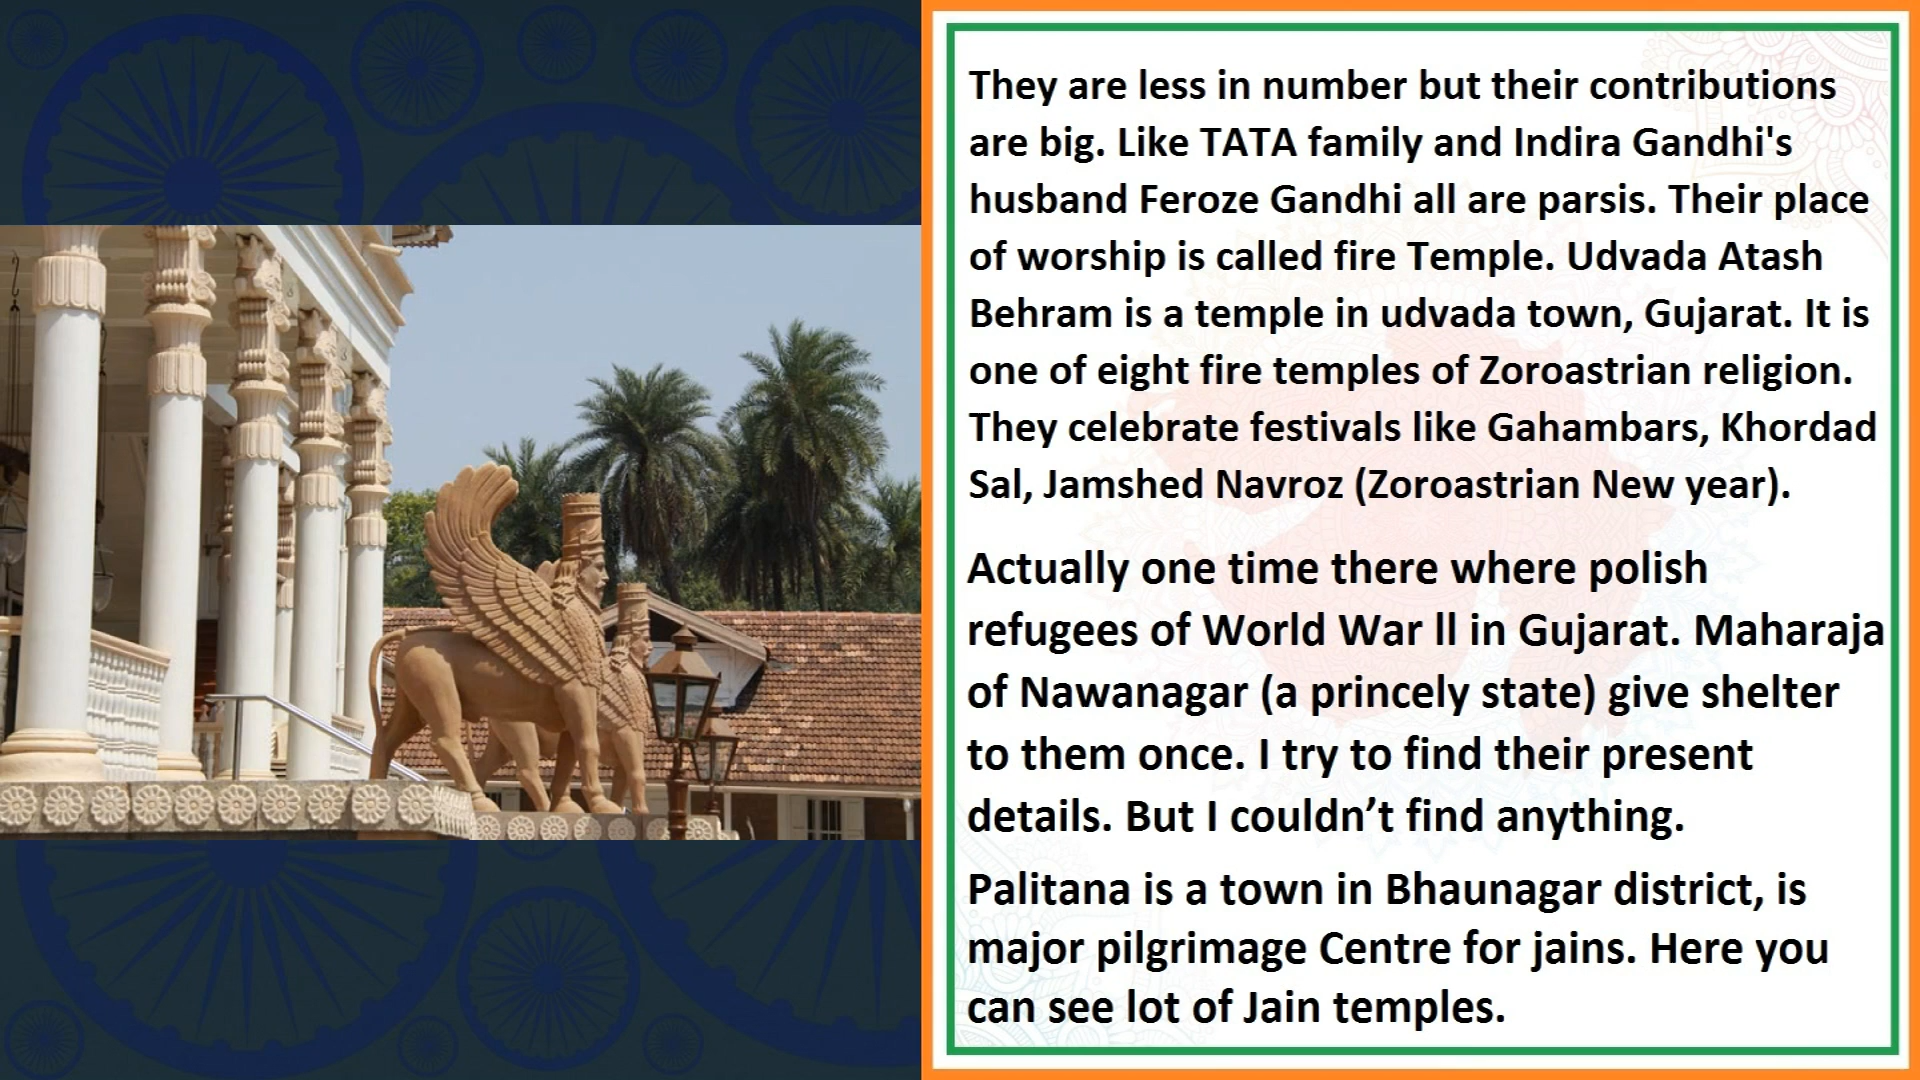 They are less in number but their contributions
are big. Like TATA family and Indira Gandhi's
husband Feroze Gandhi all are parsis. Their place
of worship is called fire Temple. Udvada Atash
Behram is a temple in udvada town, Gujarat. It is
one of eight fire temples of Zoroastrian religion.
They celebrate festivals like Gahambars, Khordad
Sal, Jamshed Navroz (Zoroastrian New year).
Actually one time there where polish
refugees of World War ll in Gujarat. Maharaja
of Nawanagar (a princely state) give shelter
to them once. I try to find their present
details. But I couldn’t find anything.
Palitana is a town in Bhaunagar district, is
major pilgrimage Centre for jains. Here you
can see lot of Jain temples.